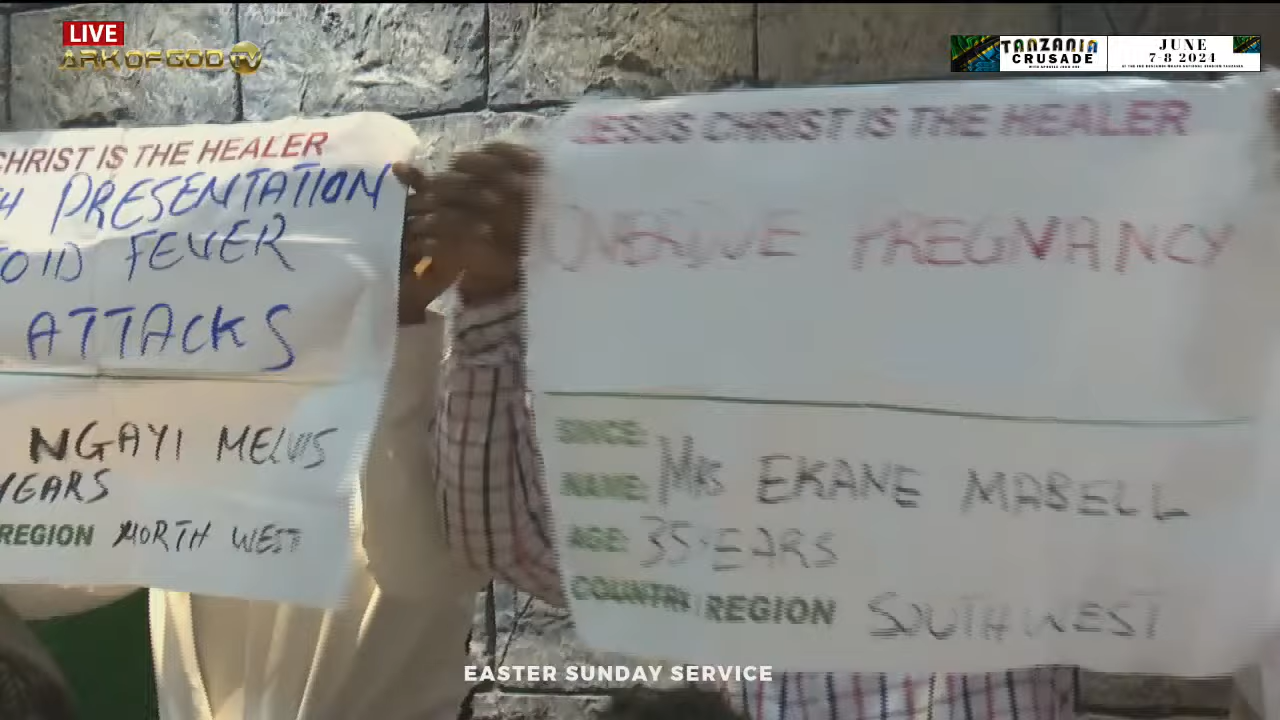 LIVE
ARK OF GOD TV
TANZANIA
CRUSADE
JUNE
7-8 2024
CHRIST IS THE HEALER
PRESENTATION
FEVER
ATTACKS
NGAYI MELVIS
YEARS
REGION NORTH WEST
JESUS CHRIST IS THE HEALER
OVERDUE PREGNANCY
SINCE:
NAME: EKANE MABELL
AGE: 35 YEARS
COUNTRY/REGION SOUTH WEST
EASTER SUNDAY SERVICE